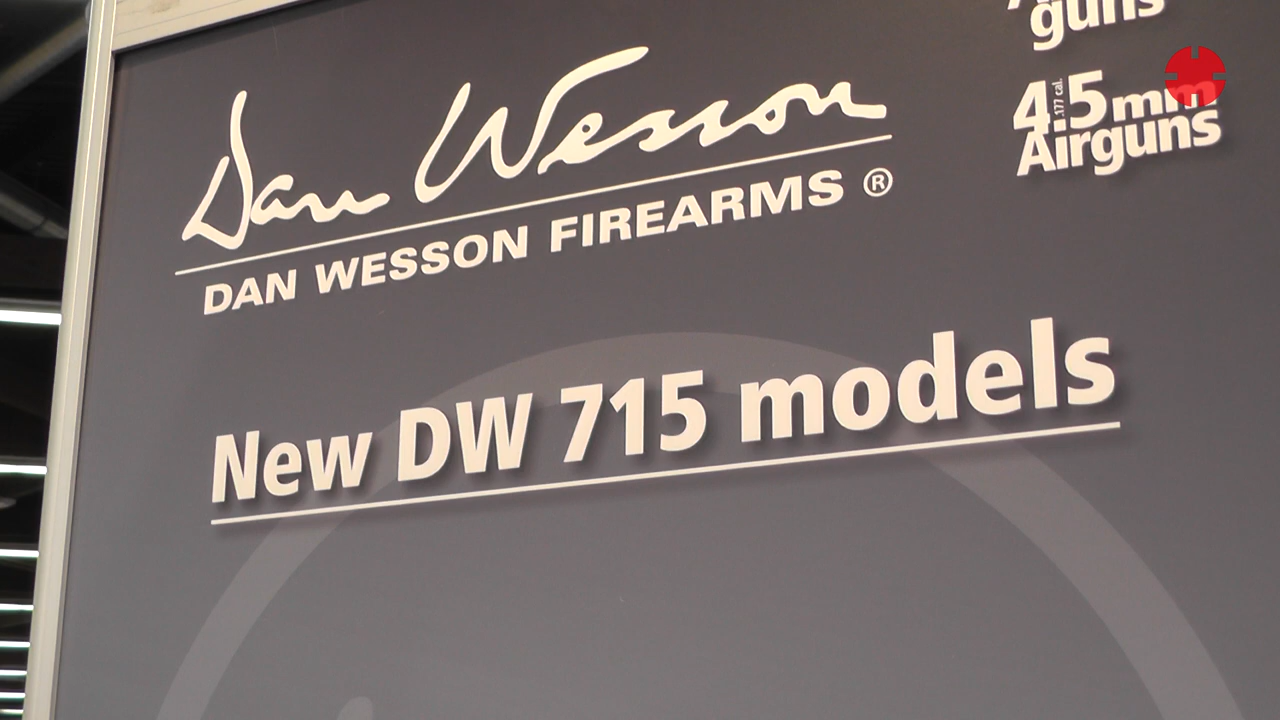 Dan Wesson
DAN WESSON FIREARMS ®
New DW 715 models
guns
4.5mm
.177 cal.
Airguns